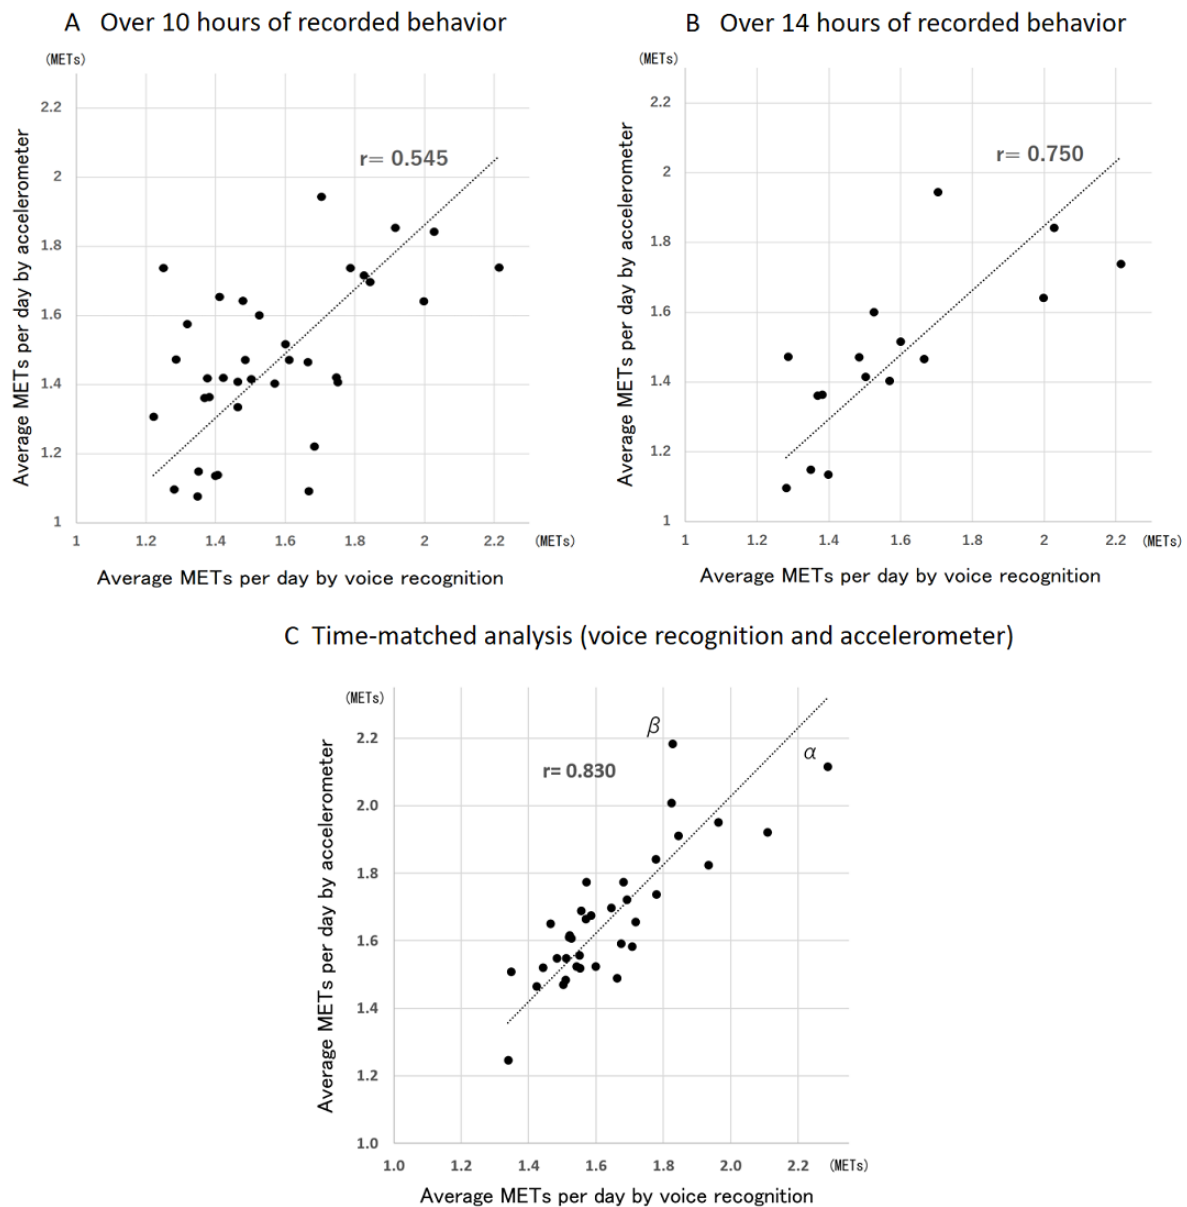 A Over 10 hours of recorded behavior
(METs)
2.2
2
1.8
1.6
1.4
1.2
1
Average METs per day by accelerometer
r= 0.545
1 1.2 1.4 1.6 1.8 2 2.2 (METs)
Average METs per day by voice recognition
B Over 14 hours of recorded behavior
(METs)
2.2
2
1.8
1.6
1.4
1.2
1
Average METs per day by accelerometer
r= 0.750
1 1.2 1.4 1.6 1.8 2 2.2 (METs)
Average METs per day by voice recognition
C Time-matched analysis (voice recognition and accelerometer)
(METs)
2.2
2.0
1.8
1.6
1.4
1.2
1.0
Average METs per day by accelerometer
β
α
r= 0.830
1.0 1.2 1.4 1.6 1.8 2.0 2.2 (METs)
Average METs per day by voice recognition